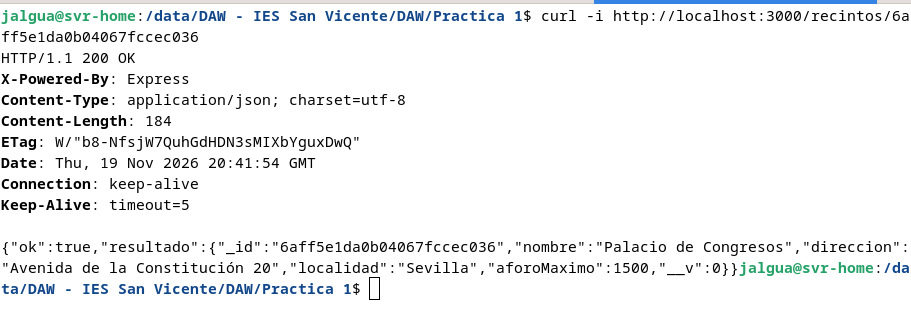 jalgua@svr-home:/data/DAW - IES San Vicente/DAW/Practica 1$ curl -i http://localhost:3000/recintos/6a
ff5e1da0b04067fccec036
HTTP/1.1 200 OK
X-Powered-By: Express
Content-Type: application/json; charset=utf-8
Content-Length: 184
ETag: W/"b8-NfsjW7QuhGdHDN3sMIXbYguxDwQ"
Date: Thu, 19 Nov 2026 20:41:54 GMT
Connection: keep-alive
Keep-Alive: timeout=5

{"ok":true,"resultado":{"_id":"6aff5e1da0b04067fccec036","nombre":"Palacio de Congresos","direccion":
"Avenida de la Constitución 20","localidad":"Sevilla","aforoMaximo":1500,"__v":0}}jalgua@svr-home:/da
ta/DAW - IES San Vicente/DAW/Practica 1$